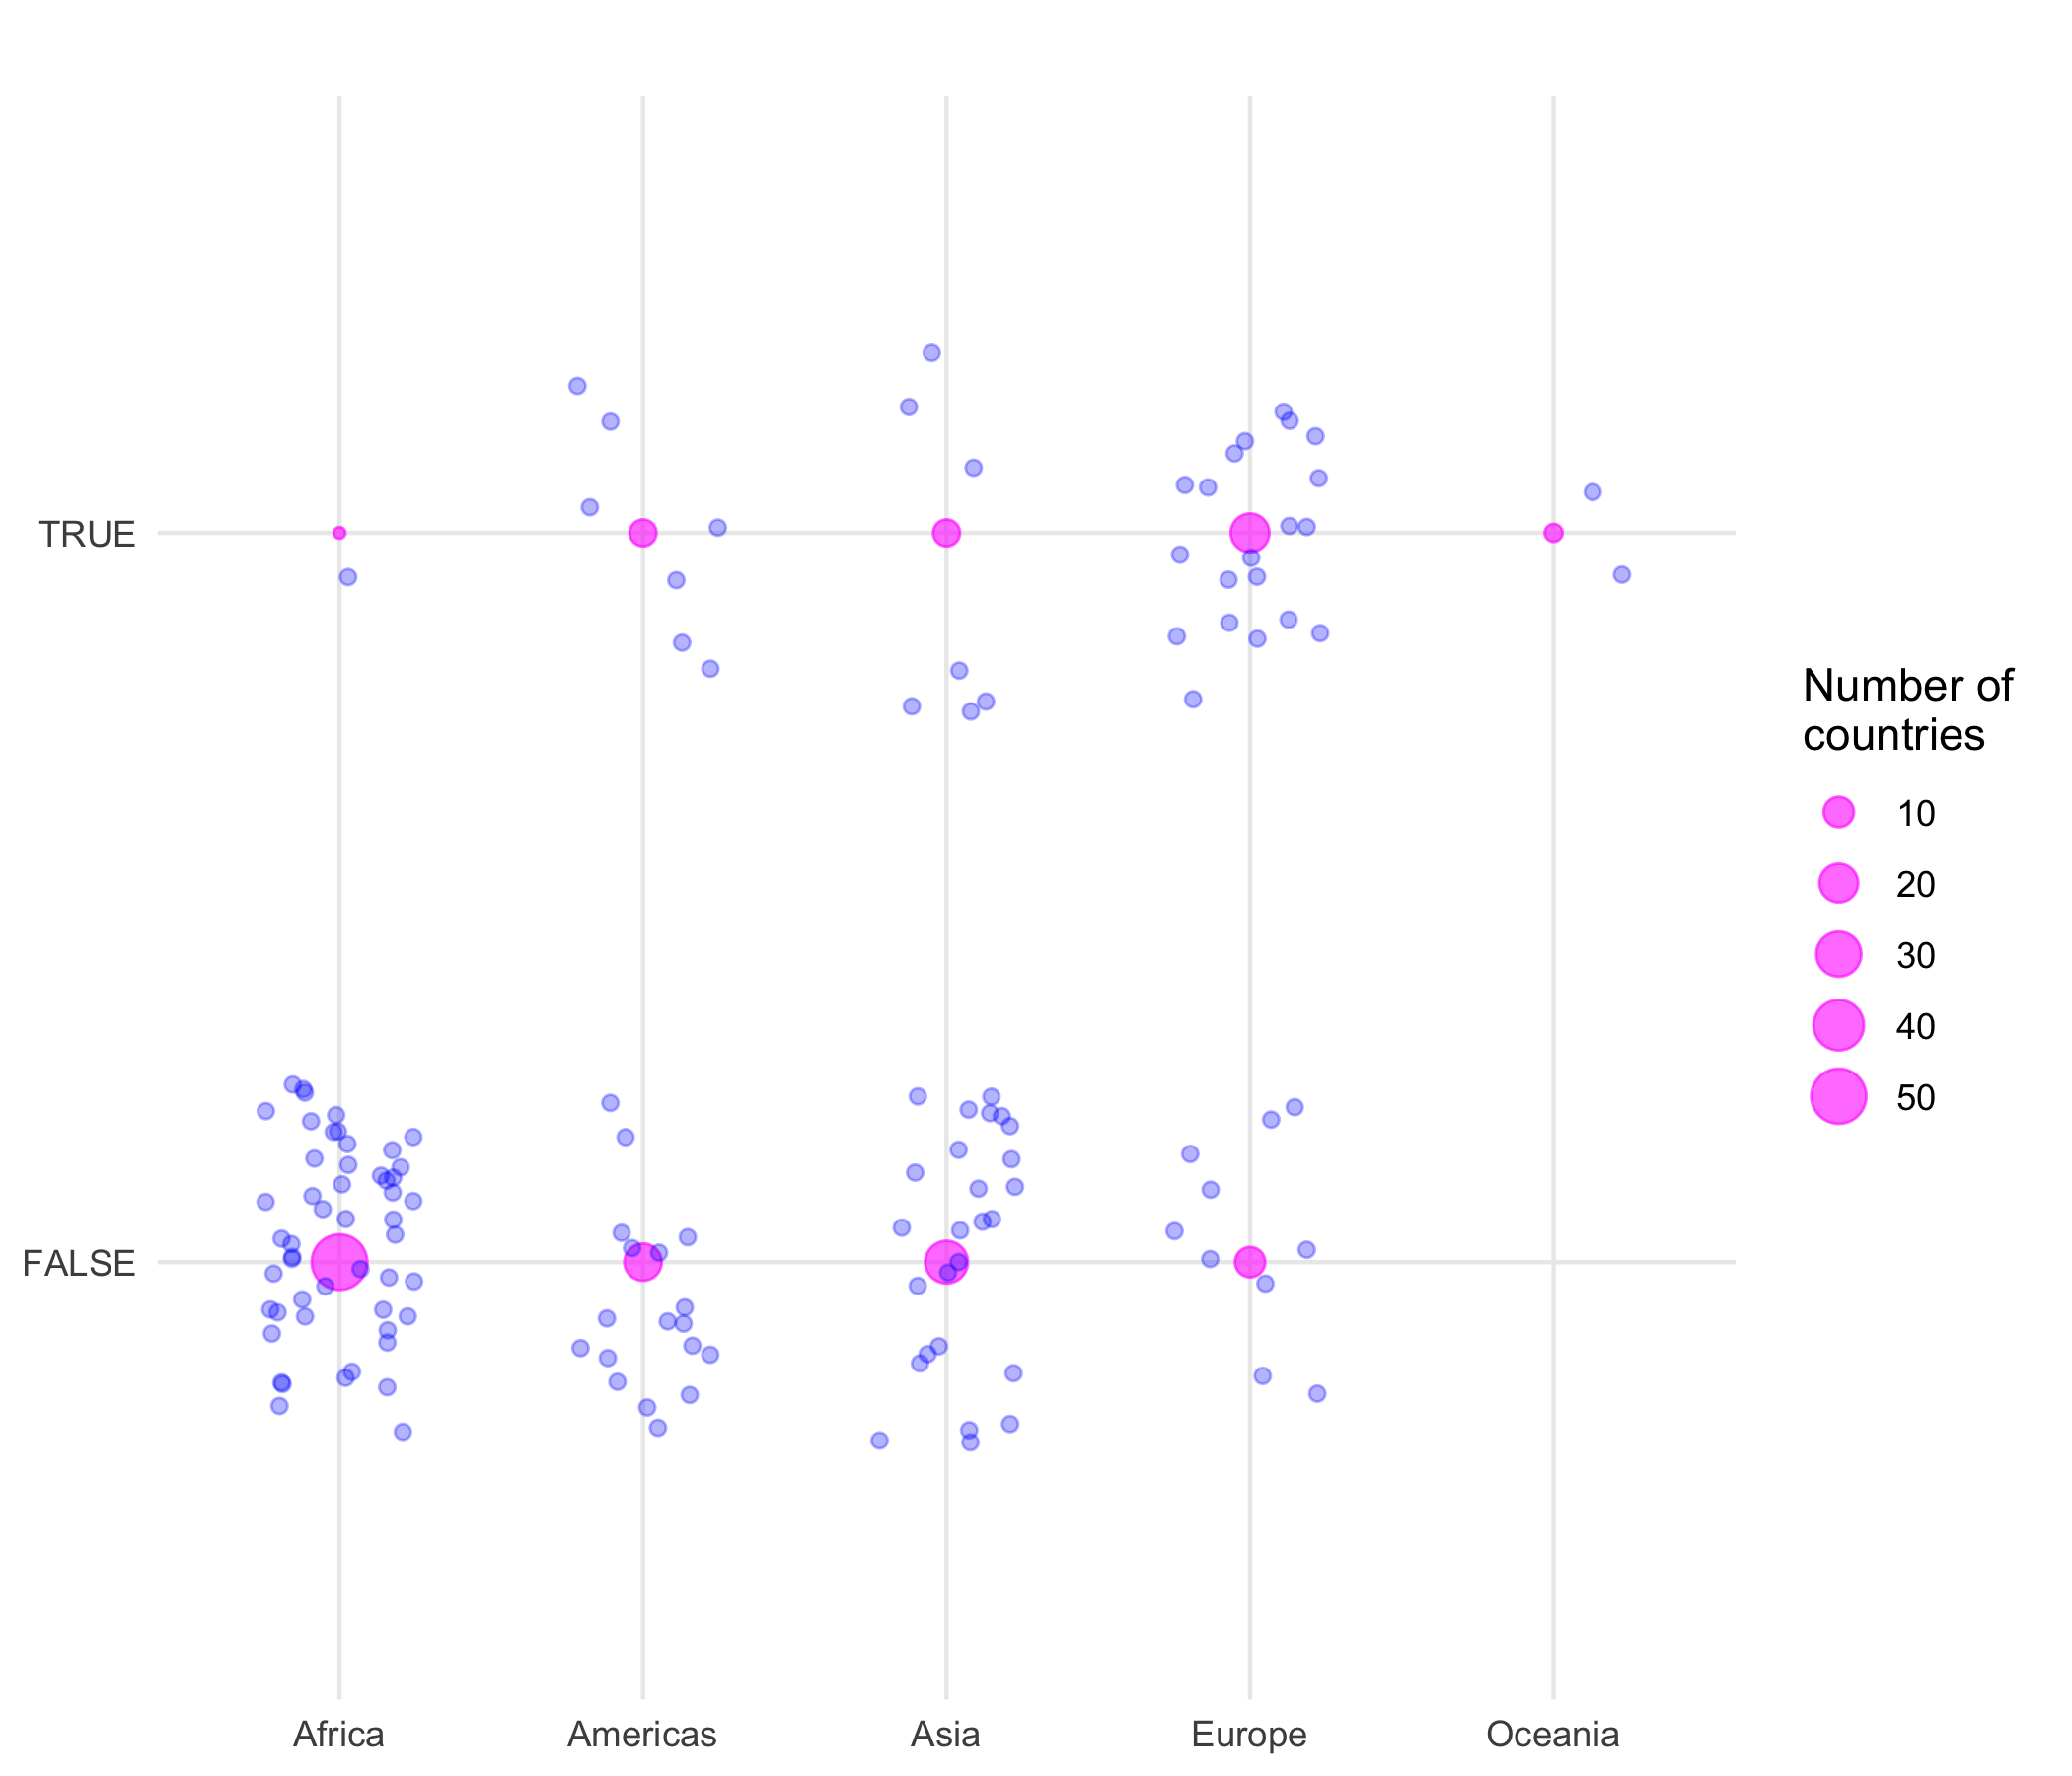 TRUE
FALSE
Africa
Americas
Asia
Europe
Oceania
Number of
countries
10
20
30
40
50